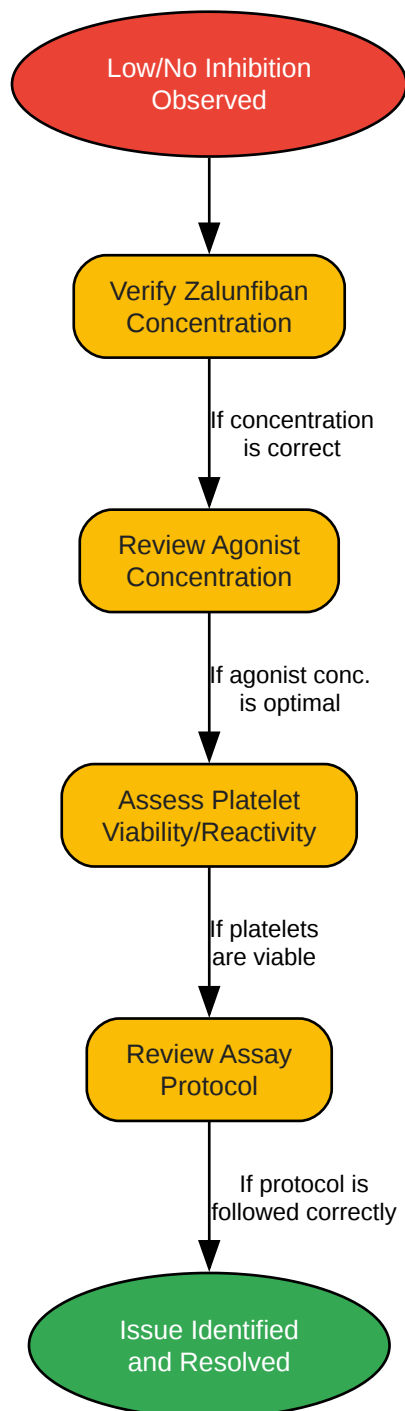 Low/No Inhibition
Observed
Verify Zalunfiban
Concentration
If concentration
is correct
Review Agonist
Concentration
If agonist conc.
is optimal
Assess Platelet
Viability/Reactivity
If platelets
are viable
Review Assay
Protocol
If protocol is
followed correctly
Issue Identified
and Resolved